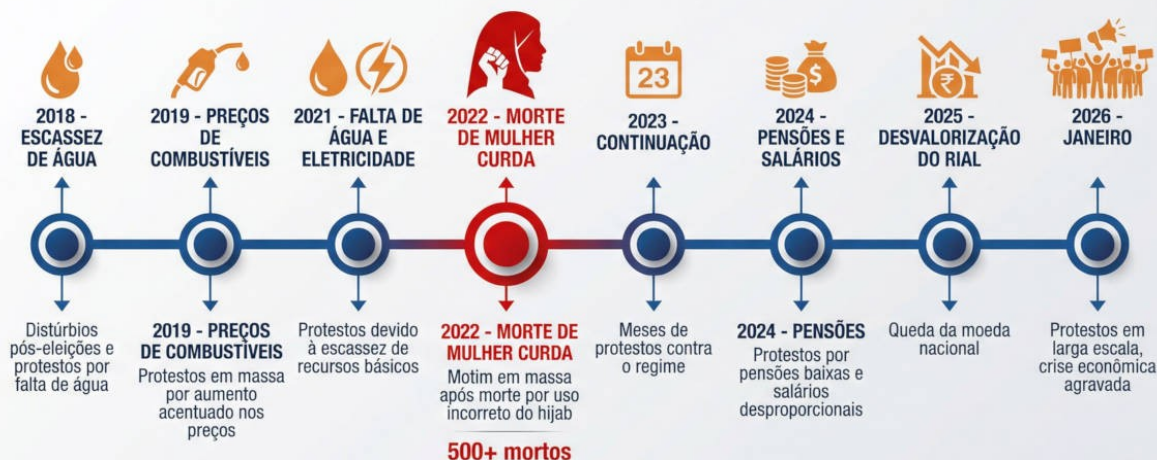 2018 -
ESCASSEZ
DE ÁGUA
Distúrbios
pós-eleições e
protestos por
falta de água
2019 - PREÇOS
DE
COMBUSTÍVEIS
2019 - PREÇOS
DE COMBUSTÍVEIS
Protestos em massa
por aumento
acentuado nos
preços
2021 - FALTA DE
ÁGUA E
ELETRICIDADE
Protestos devido
à escassez de
recursos básicos
2022 - MORTE
DE MULHER
CURDA
2022 - MORTE DE
MULHER CURDA
Motim em massa
após morte por uso
incorreto do hijab
500+ mortos
23
2023 -
CONTINUAÇÃO
Meses de
protestos contra
o regime
$
2024 -
PENSÕES E
SALÁRIOS
2024 - PENSÕES
Protestos por
pensões baixas e
salários
desproporcionais
₹
2025 -
DESVALORIZAÇÃO
DO RIAL
Queda da moeda
nacional
2026 -
JANEIRO
Protestos em
larga escala,
crise econômica
agravada